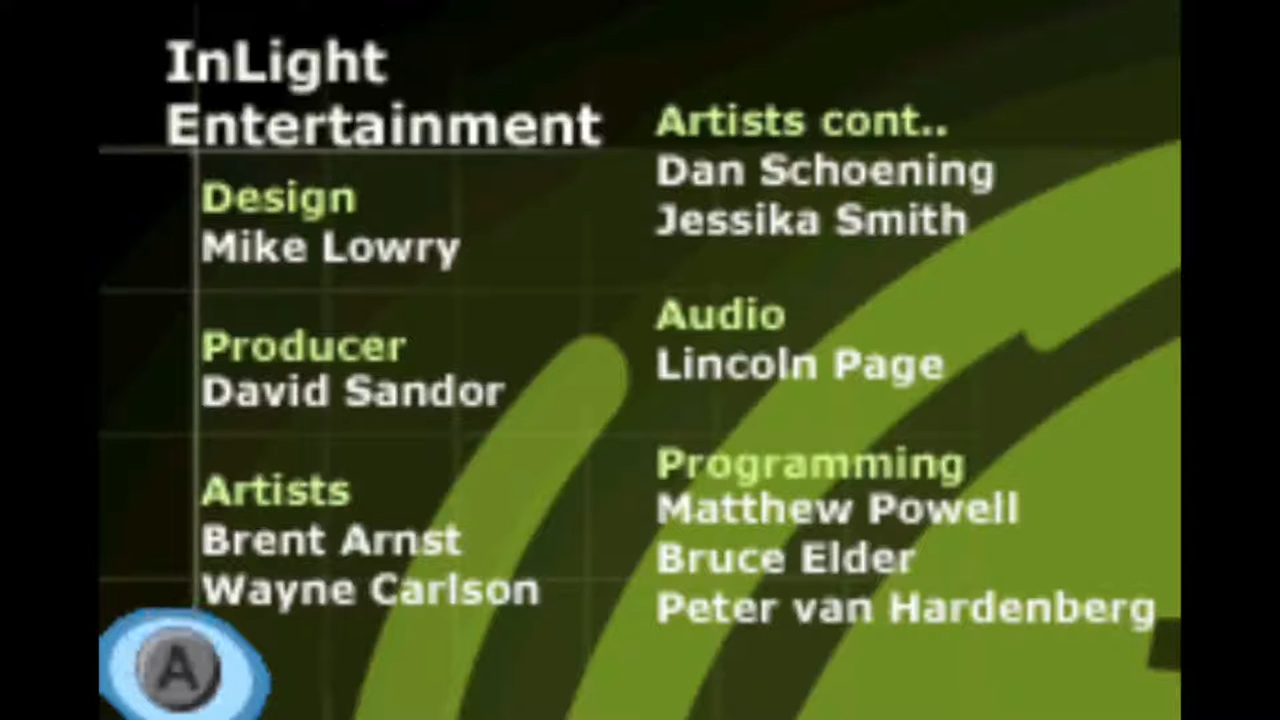 InLight
Entertainment
Design
Mike Lowry
Producer
David Sandor
Artists
Brent Arnst
Wayne Carlson
Artists cont..
Dan Schoening
Jessika Smith
Audio
Lincoln Page
Programming
Matthew Powell
Bruce Elder
Peter van Hardenberg
A